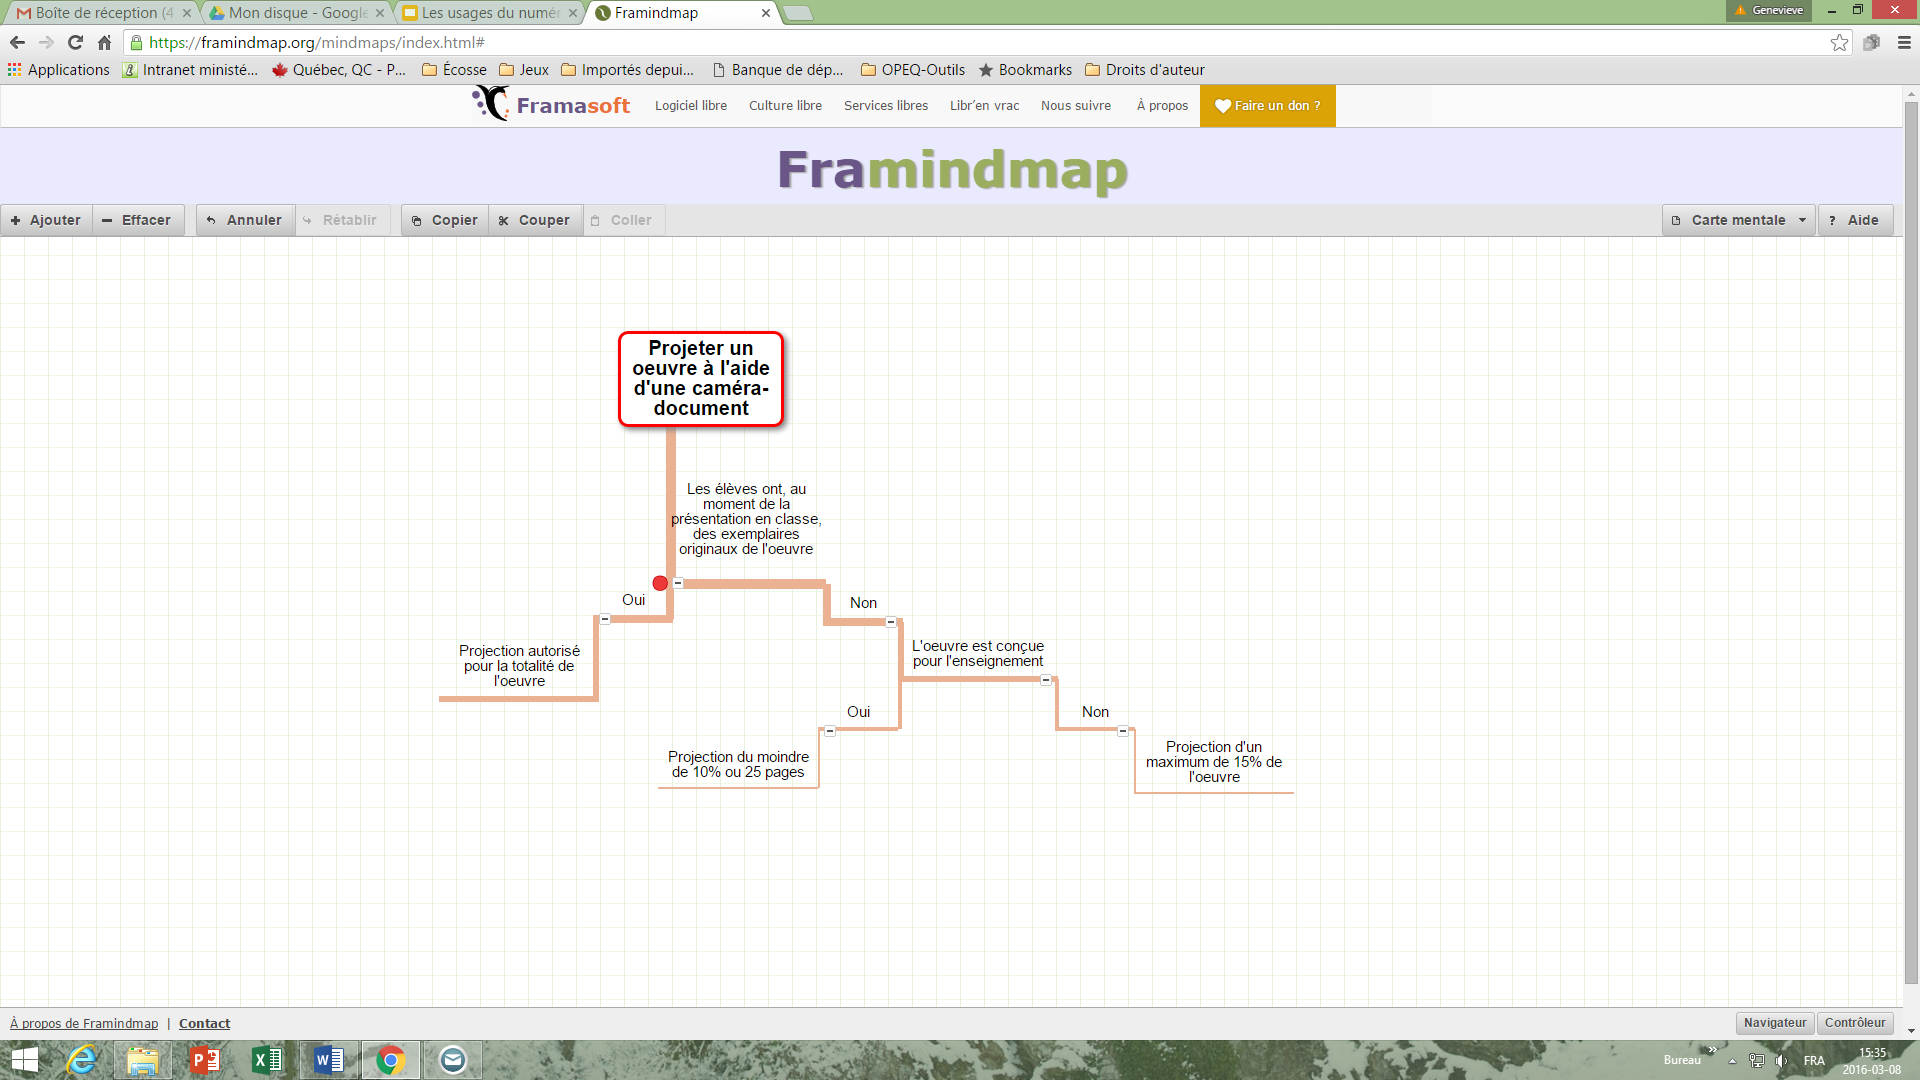 Boîte de réception (4
Mon disque - Google
Les usages du numér
Framindmap
Genevieve
https://framindmap.org/mindmaps/index.html#
Applications
Intranet ministé...
Québec, QC - P...
Écosse
Jeux
Importés depui...
Banque de dép...
OPEQ-Outils
Bookmarks
Droits d'auteur
Framasoft
Logiciel libre
Culture libre
Services libres
Libr'en vrac
Nous suivre
À propos
Faire un don ?
Framindmap
Ajouter
Effacer
Annuler
Rétablir
Copier
Couper
Coller
Carte mentale
? Aide
Projeter un
oeuvre à l'aide
d'une caméra-
document
Les élèves ont, au
moment de la
présentation en classe,
des exemplaires
originaux de l'oeuvre
Oui
Non
Projection autorisé
pour la totalité de
l'oeuvre
L'oeuvre est conçue
pour l'enseignement
Oui
Non
Projection du moindre
de 10% ou 25 pages
Projection d'un
maximum de 15% de
l'oeuvre
À propos de Framindmap | Contact
Navigateur
Contrôleur
Bureau
FRA
15:35
2016-03-08